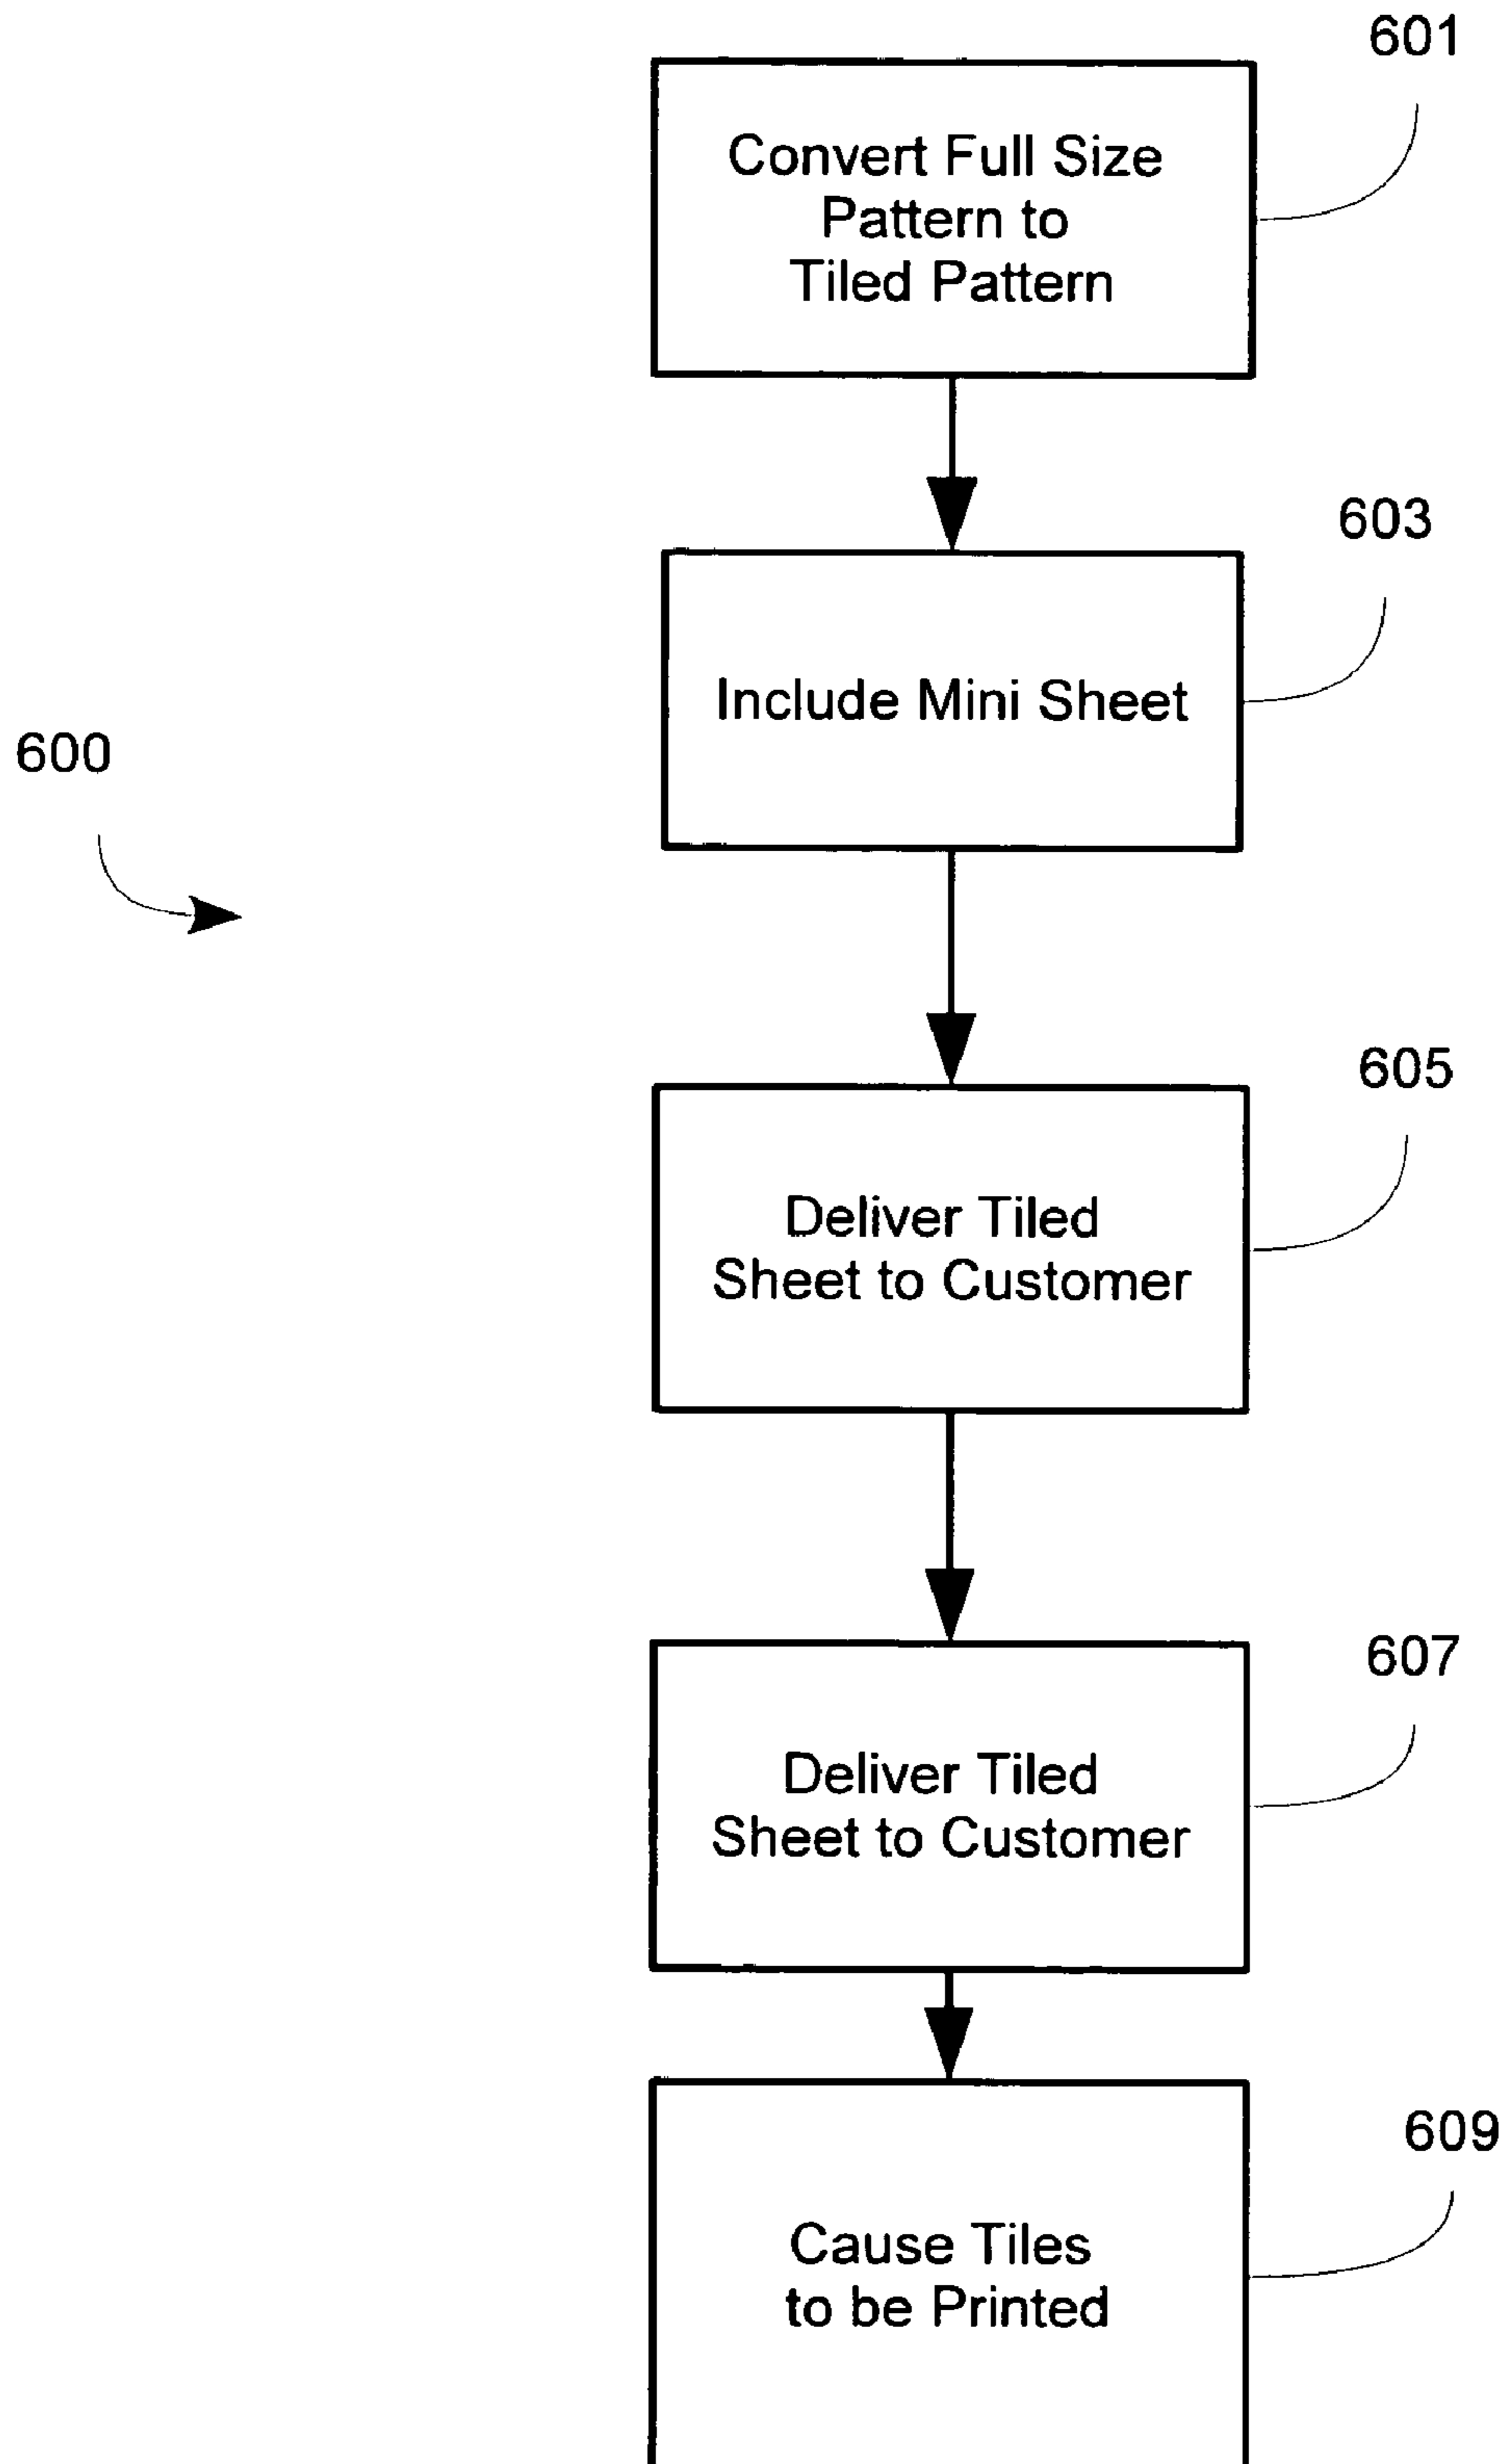 601
Convert Full Size
Pattern to
Tiled Pattern
603
Include Mini Sheet
600
605
Deliver Tiled
Sheet to Customer
607
Deliver Tiled
Sheet to Customer
609
Cause Tiles
to be Printed